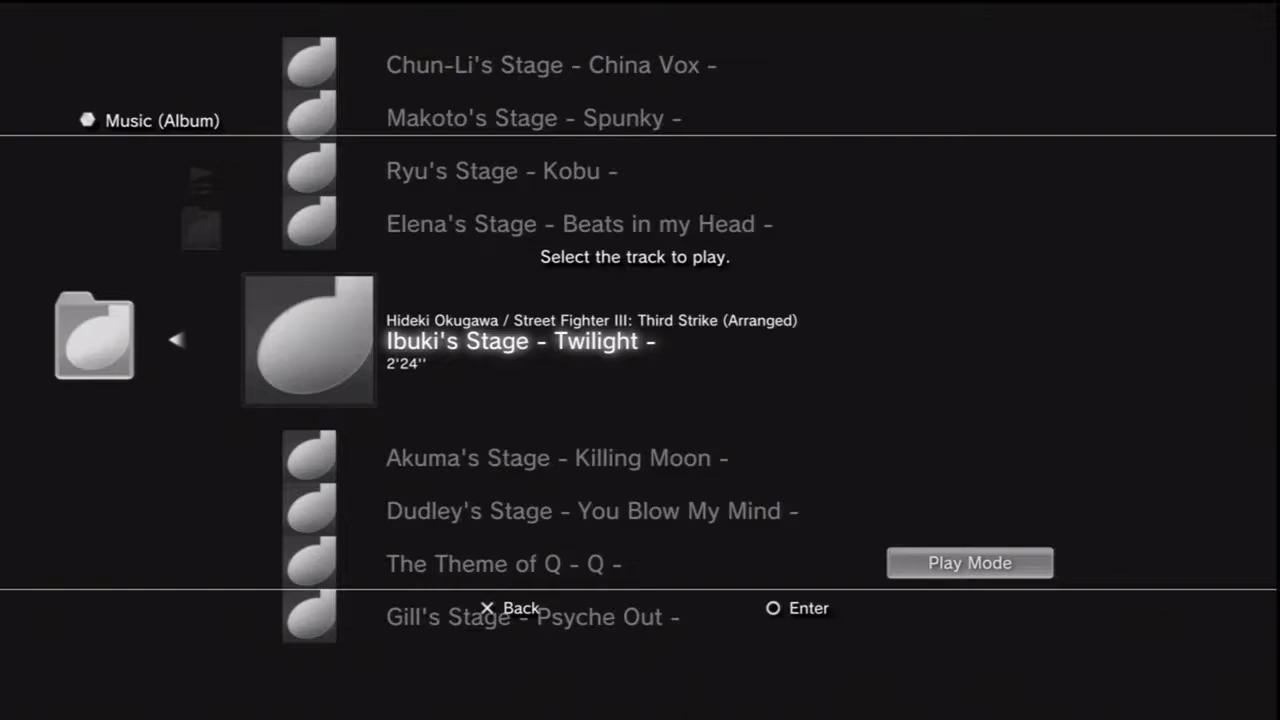 Chun-Li's Stage - China Vox -
Music (Album)
Makoto's Stage - Spunky -
Ryu's Stage - Kobu -
Elena's Stage - Beats in my Head -
Select the track to play.
Hideki Okugawa / Street Fighter III: Third Strike (Arranged)
Ibuki's Stage - Twilight -
2'24''
Akuma's Stage - Killing Moon -
Dudley's Stage - You Blow My Mind -
The Theme of Q - Q -
Play Mode
Back
Enter
Gill's Stage - Psyche Out -